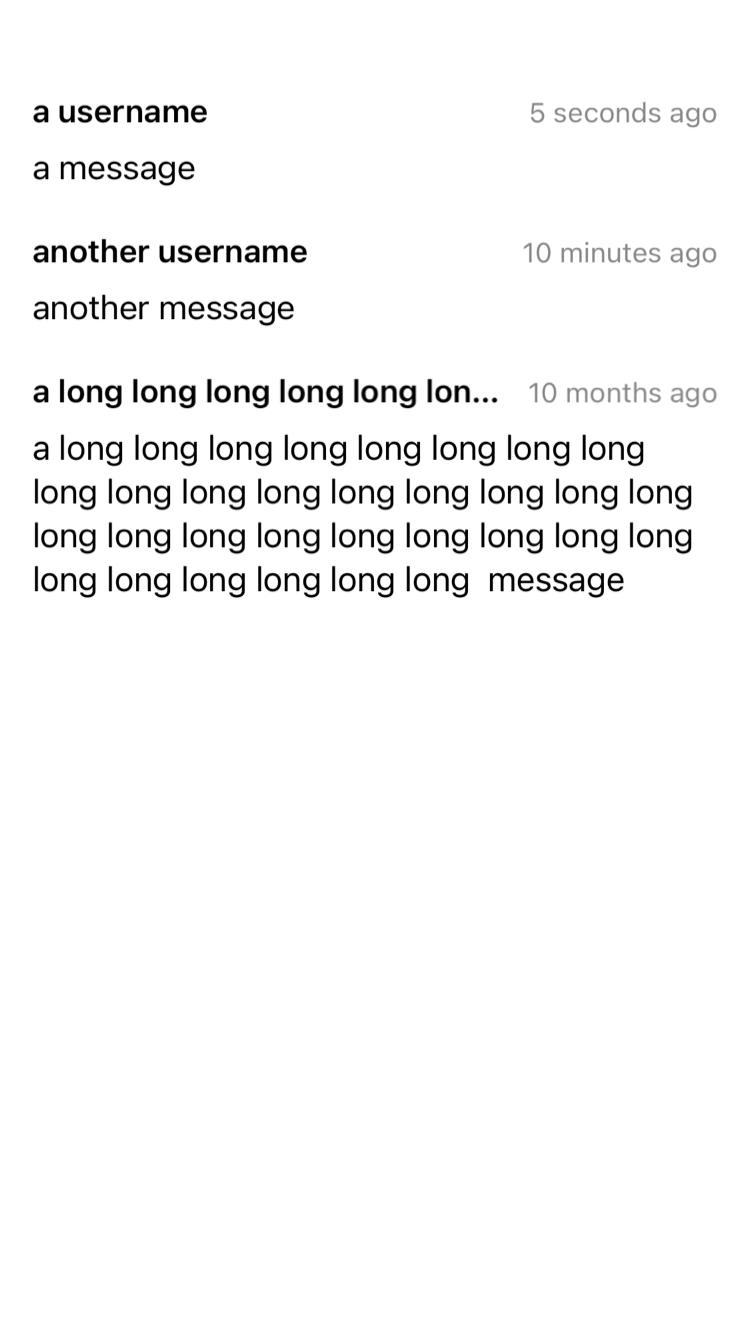 a username 5 seconds ago
a message
another username 10 minutes ago
another message
a long long long long long lon... 10 months ago
a long long long long long long long long
long long long long long long long long long
long long long long long long long long long
long long long long long long  message